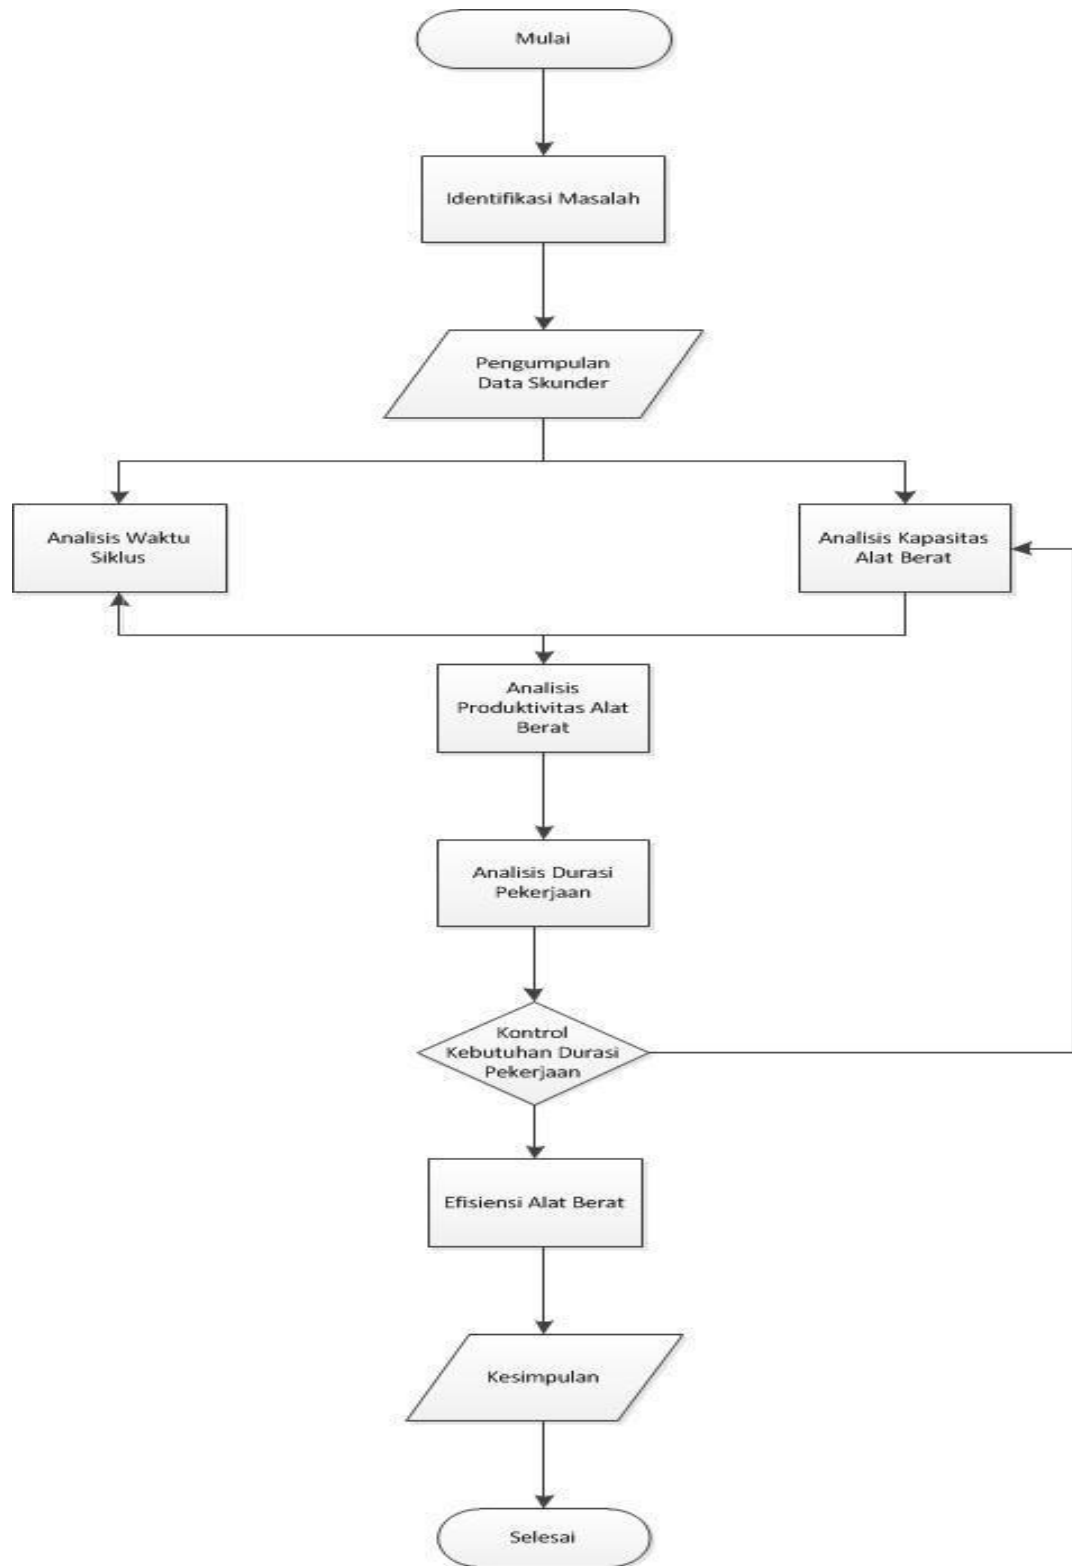 Mulai
Identifikasi Masalah
Pengumpulan
Data Skunder
Analisis Waktu
Siklus
Analisis Kapasitas
Alat Berat
Analisis
Produktivitas Alat
Berat
Analisis Durasi
Pekerjaan
Kontrol
Kebutuhan Durasi
Pekerjaan
Efisiensi Alat Berat
Kesimpulan
Selesai